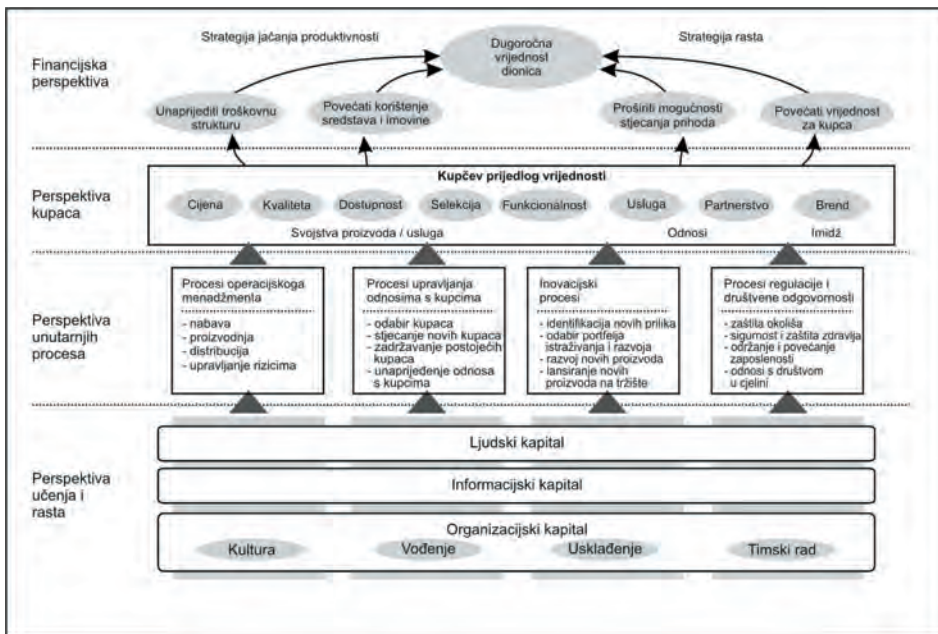 Strategija jačanja produktivnosti
Strategija rasta
Dugoročna
vrijednost
dionica
Financijska
perspektiva
Unaprijediti troškovnu
strukturu
Povećati korištenje
sredstava i imovine
Proširiti mogućnosti
stjecanja prihoda
Povećati vrijednost
za kupca
Perspektiva
kupaca
Kupčev prijedlog vrijednosti
Cijena
Kvaliteta
Dostupnost
Selekcija
Funkcionalnost
Usluga
Partnerstvo
Brend
Svojstva proizvoda / usluga
Odnosi
Imidž
Perspektiva
unutarnjih
procesa
Procesi operacijskoga
menadžmenta
- nabava
- proizvodnja
- distribucija
- upravljanje rizicima
Procesi upravljanja
odnosima s kupcima
- odabir kupaca
- stjecanje novih kupaca
- zadržavanje postojećih
kupaca
- unaprijeđenje odnosa
s kupcima
Inovacijski
procesi
- identifikacija novih prilika
- odabir portfelja
istraživanja i razvoja
- razvoj novih proizvoda
- lansiranje novih
proizvoda na tržište
Procesi regulacije i
društvene odgovornosti
- zaštita okoliša
- sigurnost i zaštita zdravlja
- održanje i povećanje
zaposlenosti
- odnosi s društvom
u cjelini
Perspektiva
učenja i
rasta
Ljudski kapital
Informacijski kapital
Organizacijski kapital
Kultura
Vođenje
Usklađenje
Timski rad